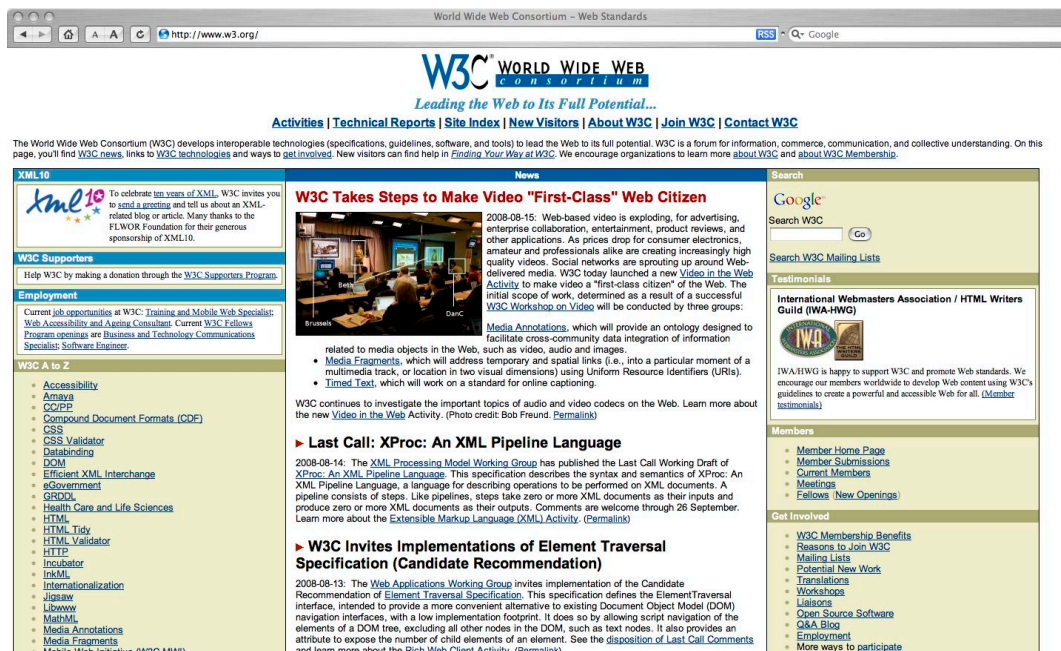 World Wide Web Consortium – Web Standards
A A
http://www.w3.org/
RSS
Google
W3C® WORLD WIDE WEB
consortium
Leading the Web to Its Full Potential...
Activities | Technical Reports | Site Index | New Visitors | About W3C | Join W3C | Contact W3C
The World Wide Web Consortium (W3C) develops interoperable technologies (specifications, guidelines, software, and tools) to lead the Web to its full potential. W3C is a forum for information, commerce, communication, and collective understanding. On this
page, you'll find W3C news, links to W3C technologies and ways to get involved. New visitors can find help in Finding Your Way at W3C. We encourage organizations to learn more about W3C and about W3C Membership.
XML10
xml 10
To celebrate ten years of XML, W3C invites you
to send a greeting and tell us about an XML-
related blog or article. Many thanks to the
FLWOR Foundation for their generous
sponsorship of XML10.
W3C Supporters
Help W3C by making a donation through the W3C Supporters Program.
Employment
Current job opportunities at W3C: Training and Mobile Web Specialist;
Web Accessibility and Ageing Consultant. Current W3C Fellows
Program openings are Business and Technology Communications
Specialist; Software Engineer.
W3C A to Z
Accessibility
Amaya
CC/PP
Compound Document Formats (CDF)
CSS
CSS Validator
Databinding
DOM
Efficient XML Interchange
eGovernment
GRDDL
Health Care and Life Sciences
HTML
HTML Tidy
HTML Validator
HTTP
Incubator
InkML
Internationalization
Jigsaw
Libwww
MathML
Media Annotations
Media Fragments
Mobile Web Initiative (W3C MWI)
News
W3C Takes Steps to Make Video "First-Class" Web Citizen
Beth
Brussels
DanC
2008-08-15: Web-based video is exploding, for advertising,
enterprise collaboration, entertainment, product reviews, and
other applications. As prices drop for consumer electronics,
amateur and professionals alike are creating increasingly high
quality videos. Social networks are sprouting up around Web-
delivered media. W3C today launched a new Video in the Web
Activity to make video a "first-class citizen" of the Web. The
initial scope of work, determined as a result of a successful
W3C Workshop on Video will be conducted by three groups:
Media Annotations, which will provide an ontology designed to
facilitate cross-community data integration of information
related to media objects in the Web, such as video, audio and images.
Media Fragments, which will address temporary and spatial links (i.e., into a particular moment of a
multimedia track, or location in two visual dimensions) using Uniform Resource Identifiers (URIs).
Timed Text, which will work on a standard for online captioning.
W3C continues to investigate the important topics of audio and video codecs on the Web. Learn more about
the new Video in the Web Activity. (Photo credit: Bob Freund. Permalink)
Last Call: XProc: An XML Pipeline Language
2008-08-14: The XML Processing Model Working Group has published the Last Call Working Draft of
XProc: An XML Pipeline Language. This specification describes the syntax and semantics of XProc: An
XML Pipeline Language, a language for describing operations to be performed on XML documents. A
pipeline consists of steps. Like pipelines, steps take zero or more XML documents as their inputs and
produce zero or more XML documents as their outputs. Comments are welcome through 26 September.
Learn more about the Extensible Markup Language (XML) Activity. (Permalink)
W3C Invites Implementations of Element Traversal
Specification (Candidate Recommendation)
2008-08-13: The Web Applications Working Group invites implementation of the Candidate
Recommendation of Element Traversal Specification. This specification defines the ElementTraversal
interface, intended to provide a more convenient alternative to existing Document Object Model (DOM)
navigation interfaces, with a low implementation footprint. It does so by allowing script navigation of the
elements of a DOM tree, excluding all other nodes in the DOM, such as text nodes. It also provides an
attribute to expose the number of child elements of an element. See the disposition of Last Call Comments
and learn more about the Rich Web Client Activity. (Permalink)
Search
Google
Search W3C
Go
Search W3C Mailing Lists
Testimonials
International Webmasters Association / HTML Writers
Guild (IWA-HWG)
IWA
THE HTML
WRITERS
GUILD
IWA/HWG is happy to support W3C and promote Web standards. We
encourage our members worldwide to develop Web content using W3C's
guidelines to create a powerful and accessible Web for all. (Member
testimonials)
Members
Member Home Page
Member Submissions
Current Members
Meetings
Fellows (New Openings)
Get Involved
W3C Membership Benefits
Reasons to Join W3C
Mailing Lists
Potential New Work
Translations
Workshops
Liaisons
Open Source Software
Q&A Blog
Employment
More ways to participate